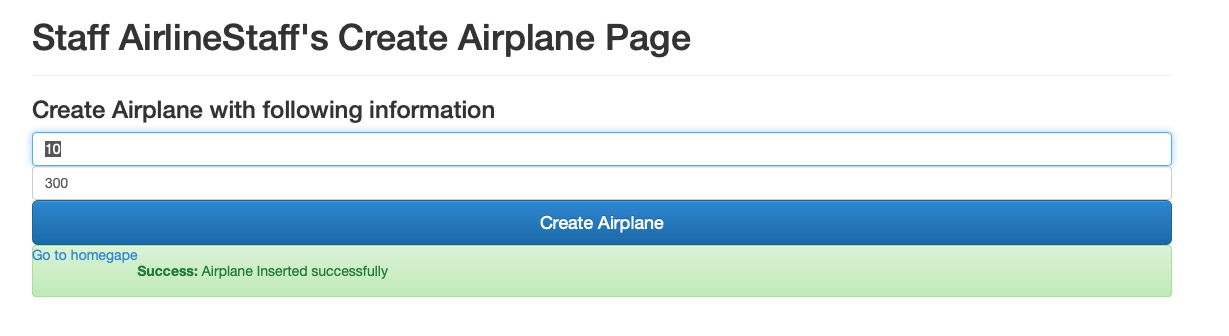 Staff AirlineStaff's Create Airplane Page
Create Airplane with following information
10
300
Create Airplane
Go to homegape
Success: Airplane Inserted successfully